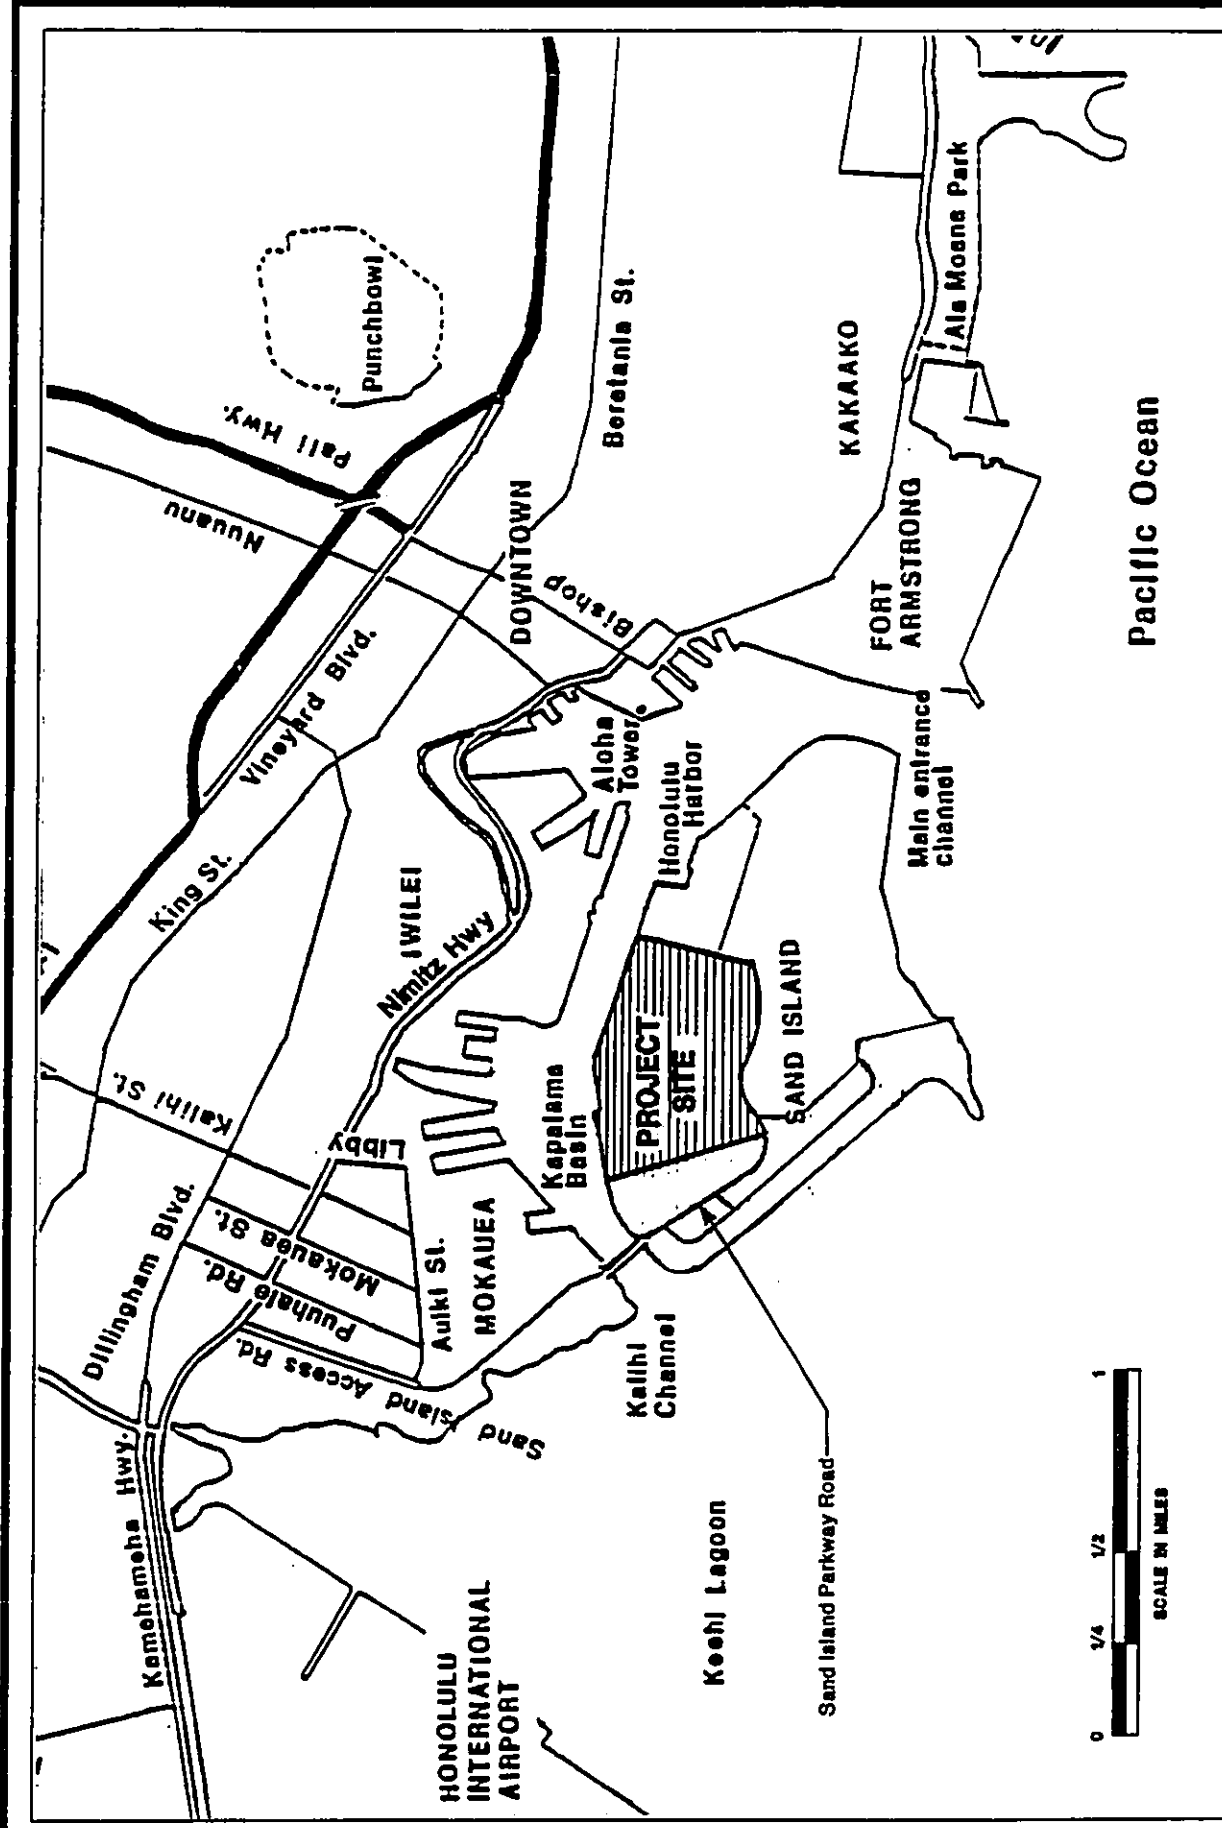 Punchbowl
Pali Hwy.
Nuuanu
Beretania St.
Vineyard Blvd.
DOWNTOWN
Bishop
KAKAAKO
Ala Moana Park
FORT
ARMSTRONG
Pacific Ocean
King St.
Kalihi St.
IWILEI
Nimitz Hwy
Aloha
Tower
Honolulu
Harbor
Main entrance
channel
Dillingham Blvd.
Mokauea St.
Puuhale Rd.
Libby
Auiki St.
MOKAUEA
Kapalama
Basin
PROJECT
SITE
SAND ISLAND
Kamehameha Hwy.
Sand Island Access Rd.
Kalihi
Channel
HONOLULU
INTERNATIONAL
AIRPORT
Keehi Lagoon
Sand Island Parkway Road
0 1/4 1/2 1
SCALE IN MILES